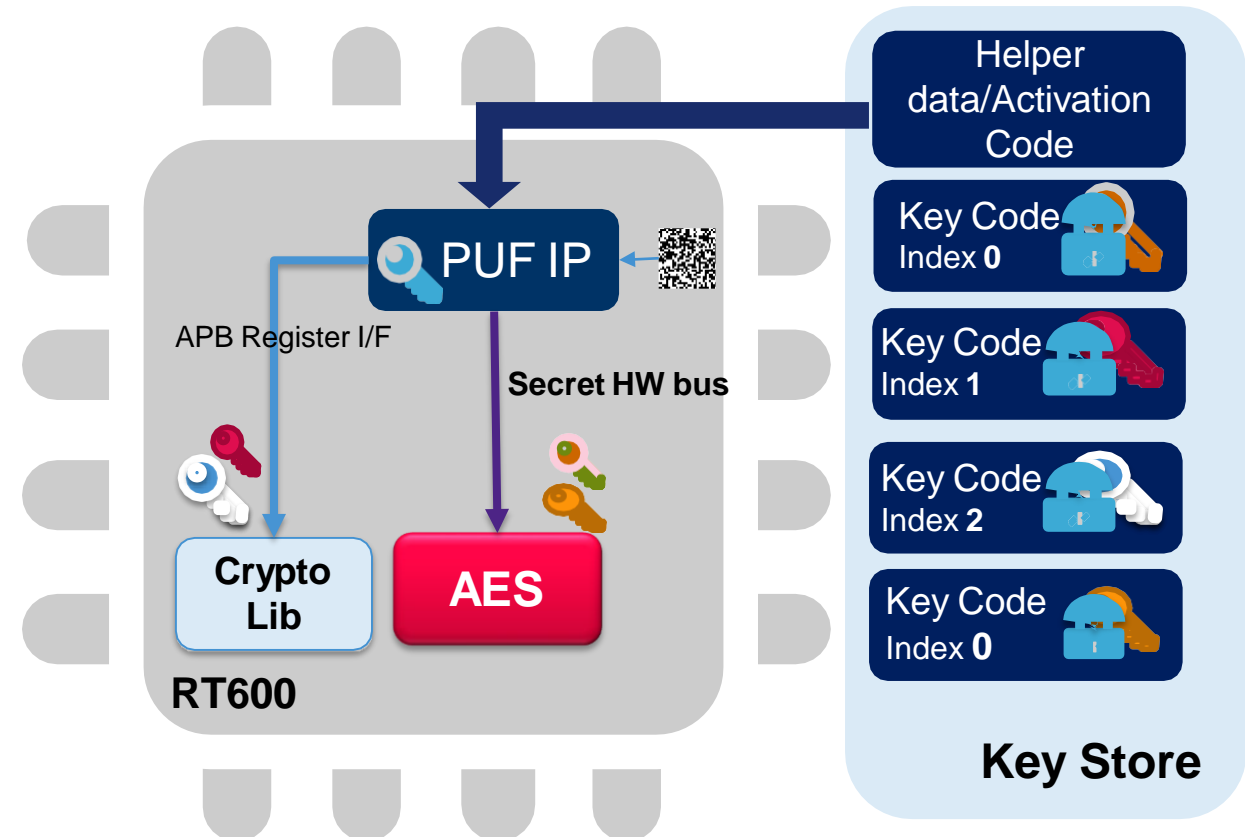 Helper
data/Activation
Code
PUF IP
Key Code
Index 0
APB Register I/F
Secret HW bus
Key Code
Index 1
Key Code
Index 2
Crypto
Lib
AES
Key Code
Index 0
RT600
Key Store